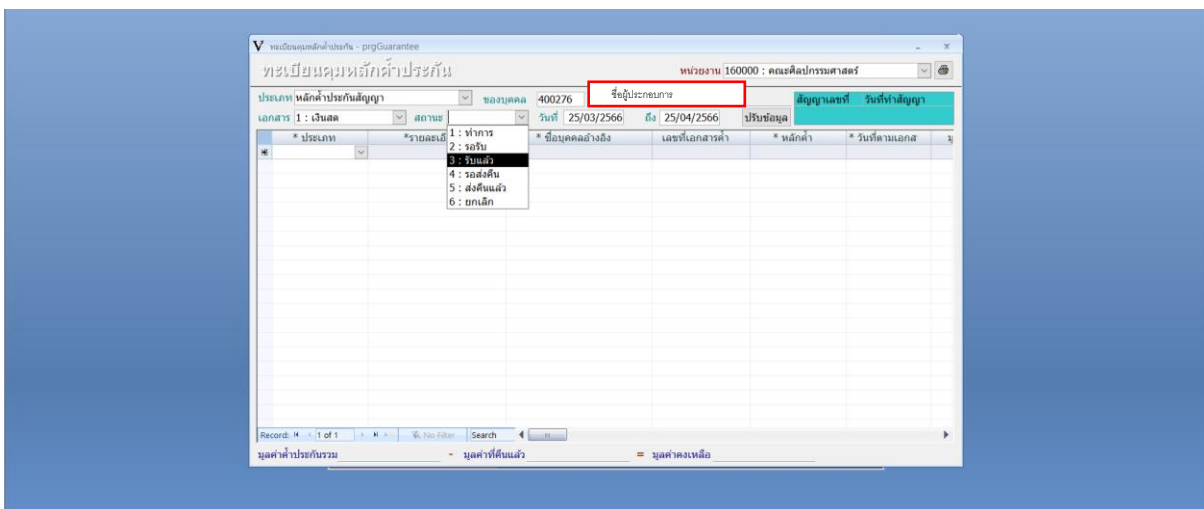 ทะเบียนคุมหลักค้ำประกัน - prgGuarantee
ทะเบียนคุมหลักค้ำประกัน หน่วยงาน 160000 : คณะศิลปกรรมศาสตร์
ประเภท หลักค้ำประกันสัญญา ของบุคคล 400276 ชื่อผู้ประกอบการ สัญญาเลขที่ วันที่ทำสัญญา
เอกสาร 1 : เงินสด สถานะ วันที่ 25/03/2566 ถึง 25/04/2566 ปรับข้อมูล
* ประเภท *รายละเอี * ชื่อบุคคลอ้างอิง เลขที่เอกสารค้ำ * หลักค้ำ * วันที่ตามเอกส มู
1 : ทำการ
2 : รอรับ
3 : รับแล้ว
4 : รอส่งคืน
5 : ส่งคืนแล้ว
6 : ยกเลิก
Record: 1 of 1 No Filter Search
มูลค่าค้ำประกันรวม - มูลค่าที่คืนแล้ว = มูลค่าคงเหลือ